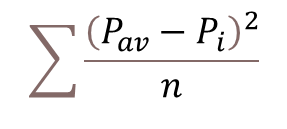 ∑ (P_av − P_i)² / n